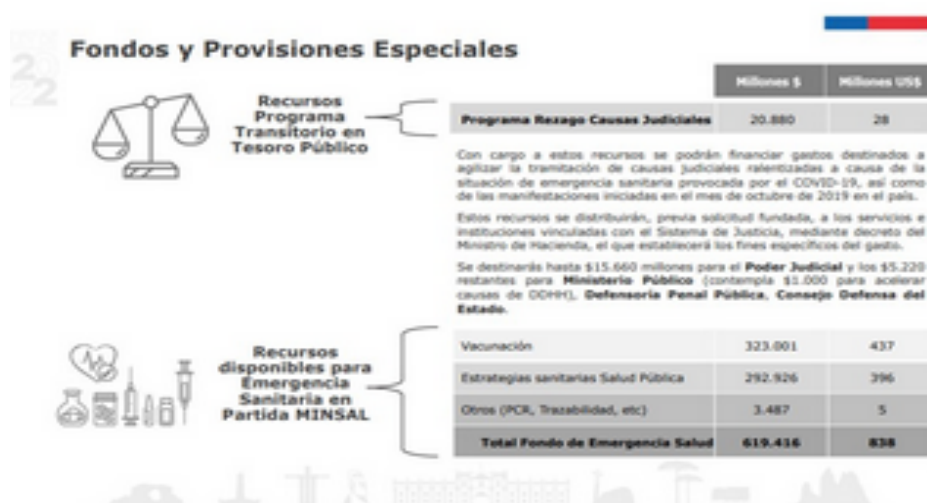 Fondos y Provisiones Especiales
2022
Millones $ Millones US$
Recursos
Programa
Transitorio en
Tesoro Público
Programa Rezago Causas Judiciales 20.880 28
Con cargo a estos recursos se podrán financiar gastos destinados a
agilizar la tramitación de causas judiciales ralentizadas a causa de la
situación de emergencia sanitaria provocada por el COVID-19, así como
de las manifestaciones iniciadas en el mes de octubre de 2019 en el país.
Estos recursos se distribuirán, previa solicitud fundada, a los servicios e
instituciones vinculadas con el Sistema de Justicia, mediante decreto del
Ministro de Hacienda, el que establecerá los fines específicos del gasto.
Se destinarás hasta $15.660 millones para el Poder Judicial y los $5.220
restantes para Ministerio Público (contempla $1.000 para acelerar
causas de DDHH), Defensoría Penal Pública, Consejo Defensa del
Estado.
Recursos
disponibles para
Emergencia
Sanitaria en
Partida MINSAL
Vacunación 323.001 437
Estrategias sanitarias Salud Pública 292.926 396
Otros (PCR, Trazabilidad, etc) 3.487 5
Total Fondo de Emergencia Salud 619.416 838